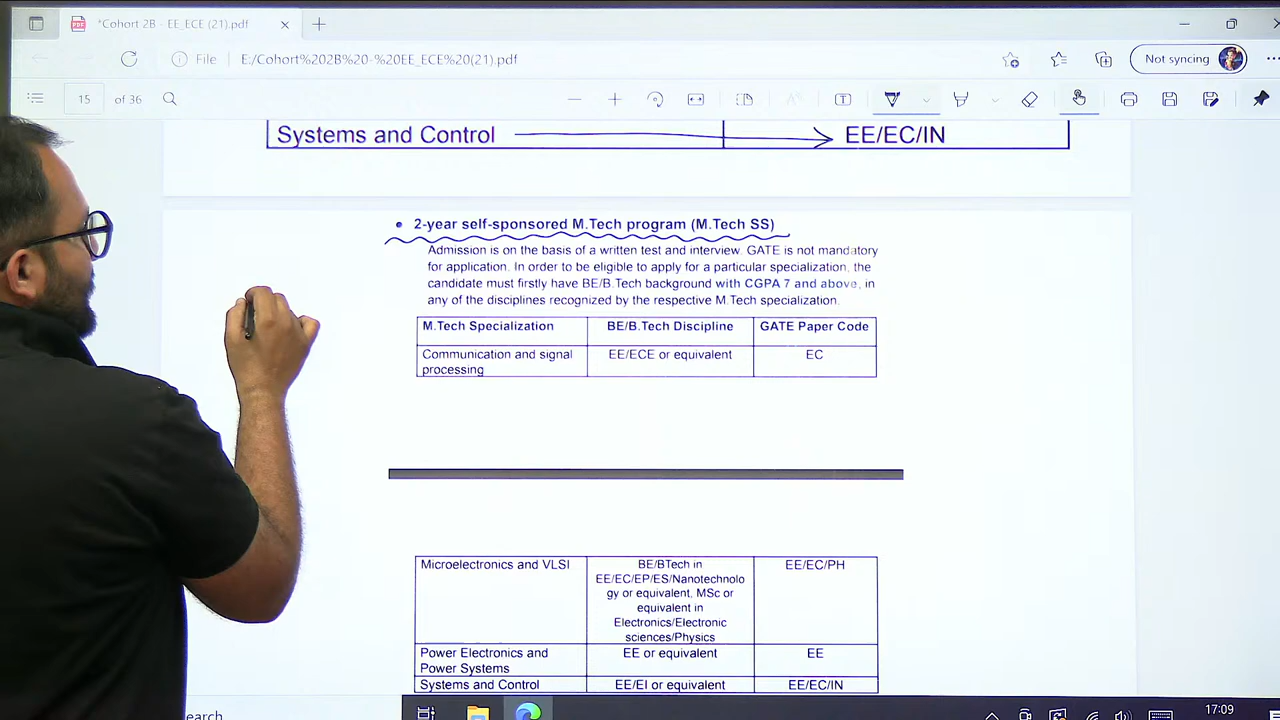 *Cohort 2B - EE_ECE (21).pdf
File E:/Cohort%202B%20-%20EE_ECE%20(21).pdf
Not syncing
15 of 36
Systems and Control EE/EC/IN
• 2-year self-sponsored M.Tech program (M.Tech SS)
Admission is on the basis of a written test and interview. GATE is not mandatory
for application. In order to be eligible to apply for a particular specialization, the
candidate must firstly have BE/B.Tech background with CGPA 7 and above, in
any of the disciplines recognized by the respective M.Tech specialization.
M.Tech Specialization BE/B.Tech Discipline GATE Paper Code
Communication and signal processing EE/ECE or equivalent EC
Microelectronics and VLSI BE/BTech in EE/EC/PH
EE/EC/EP/ES/Nanotechnolo
gy or equivalent, MSc or
equivalent in
Electronics/Electronic
sciences/Physics
Power Electronics and Power Systems EE or equivalent EE
Systems and Control EE/EI or equivalent EE/EC/IN
earch
17:09